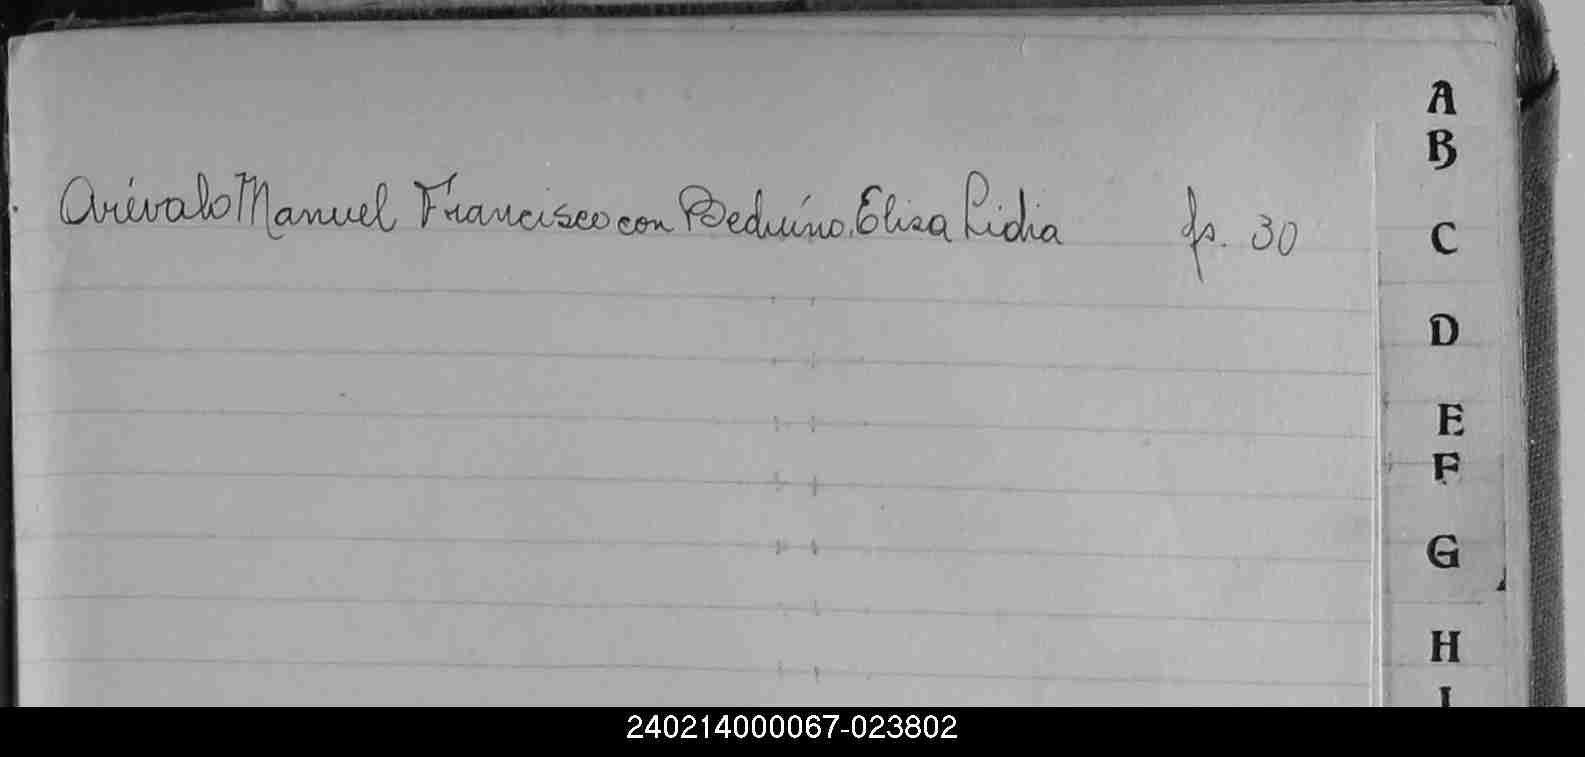 Arévalo Manuel Francisco con Beduino, Elisa Lidia fs. 30
A
B
C
D
E
F
G
H
I
240214000067-023802